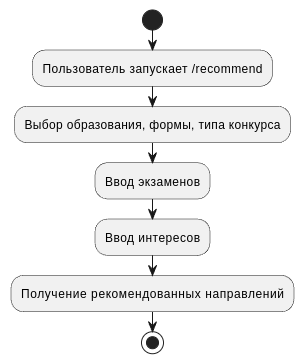 Пользователь запускает /recommend
Выбор образования, формы, типа конкурса
Ввод экзаменов
Ввод интересов
Получение рекомендованных направлений